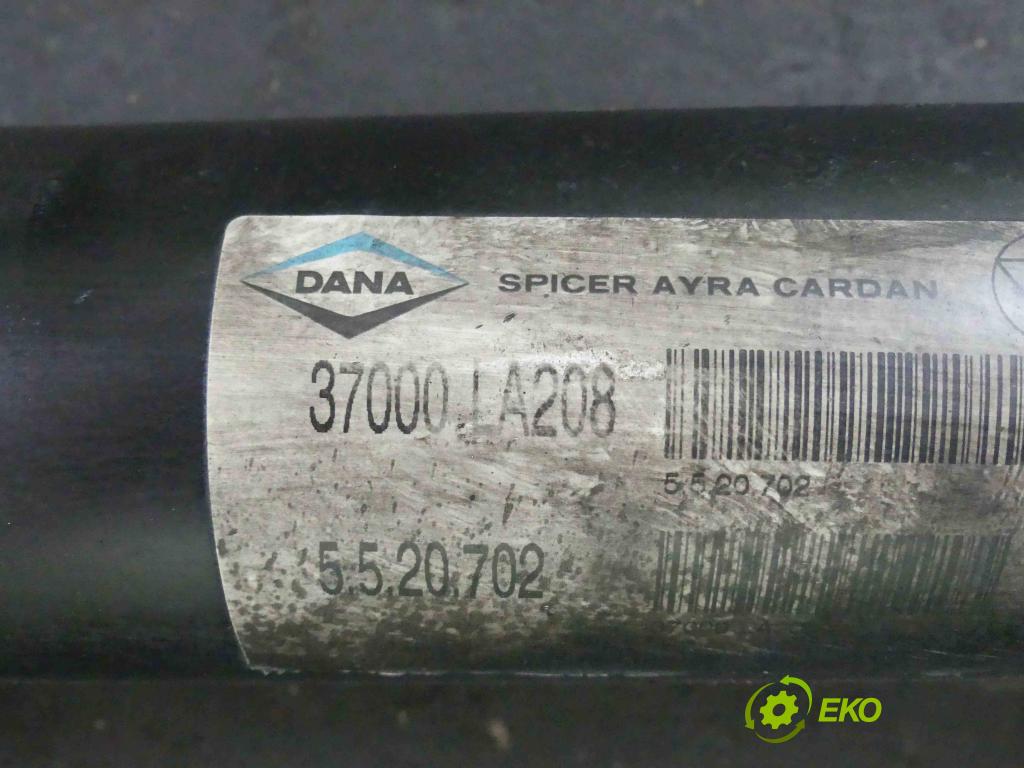 DANA
SPICER AYRA CARDAN
37000 LA208
5.5.20.702
5.5.20.702
EKO